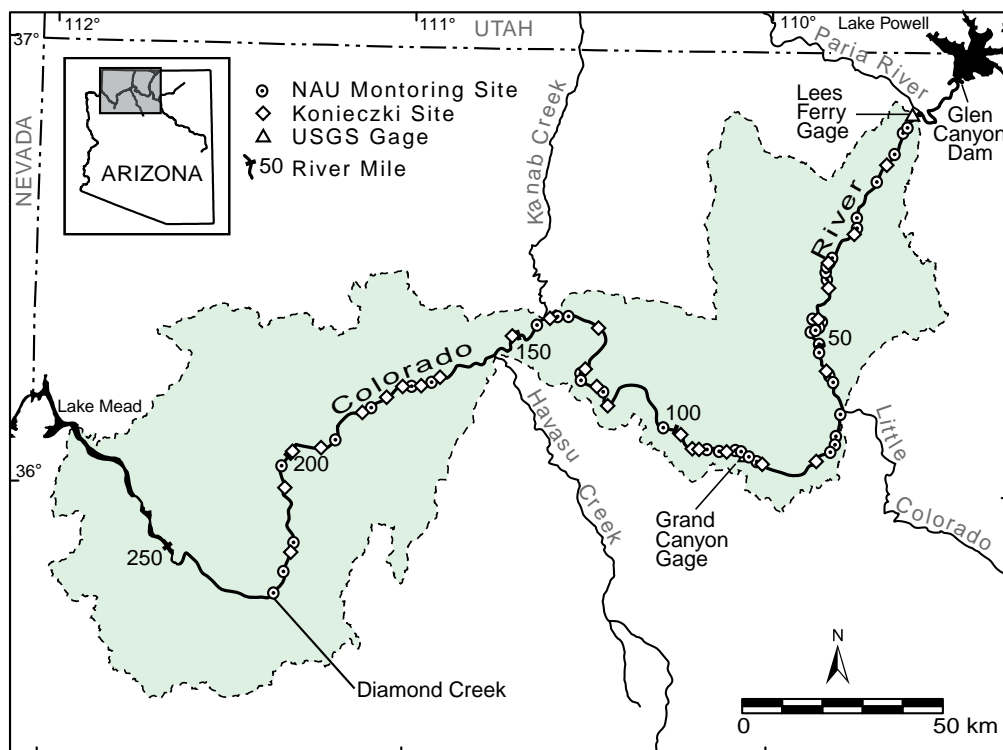 112°
111°
110°
37°
UTAH
Lake Powell
Paria River
NAU Montoring Site
Konieczki Site
USGS Gage
50 River Mile
ARIZONA
NEVADA
Kanab Creek
Lees
Ferry
Gage
Glen
Canyon
Dam
River
50
150
Colorado
Lake Mead
100
Havasu
Creek
Little
Colorado
36°
200
Grand
Canyon
Gage
250
Diamond Creek
N
0
50 km